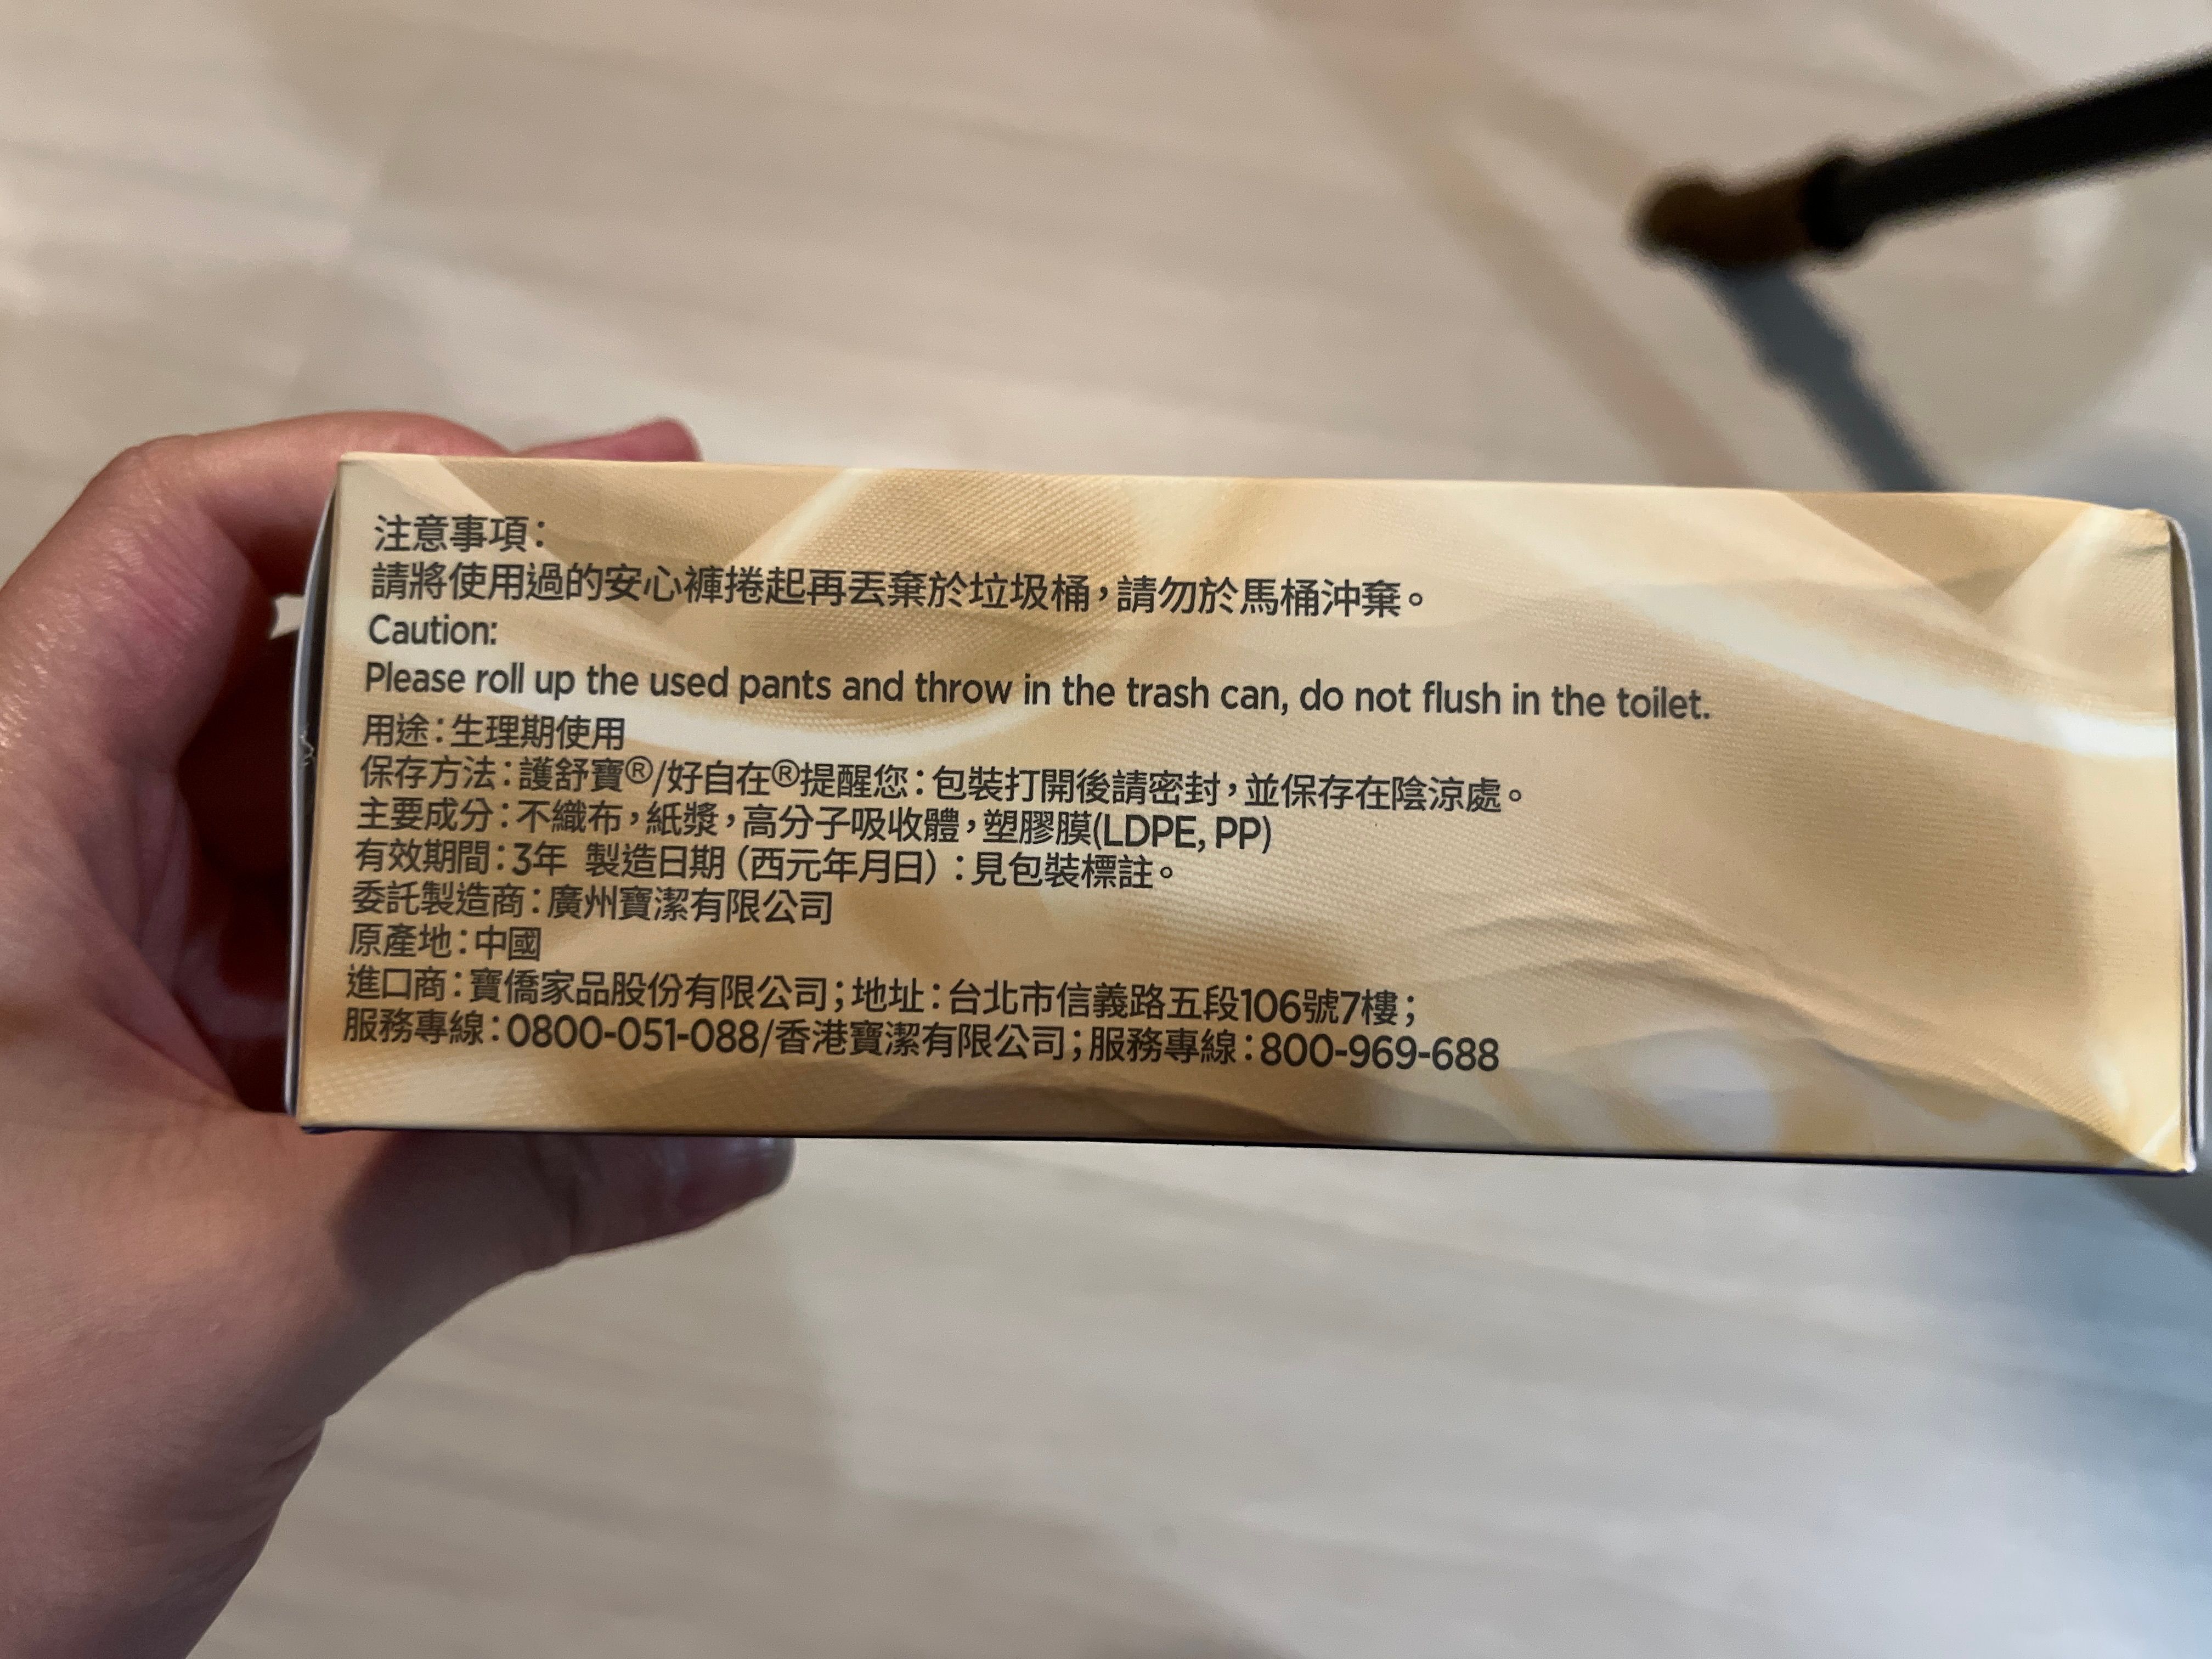 注意事項：
請將使用過的安心褲捲起再丟棄於垃圾桶，請勿於馬桶沖棄。
Caution:
Please roll up the used pants and throw in the trash can, do not flush in the toilet.
用途：生理期使用
保存方法：護舒寶®/好自在®提醒您：包裝打開後請密封，並保存在陰涼處。
主要成分：不織布，紙漿，高分子吸收體，塑膠膜(LDPE, PP)
有效期間：3年 製造日期（西元年月日）：見包裝標註。
委託製造商：廣州寶潔有限公司
原產地：中國
進口商：寶僑家品股份有限公司；地址：台北市信義路五段106號7樓；
服務專線：0800-051-088/香港寶潔有限公司；服務專線：800-969-688